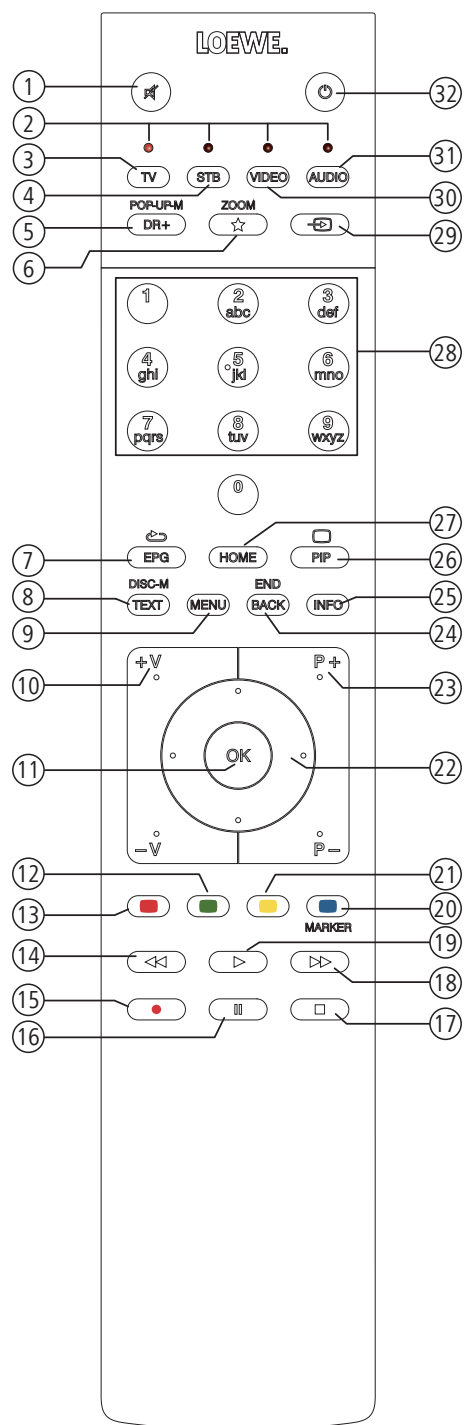 LOEWE.
1
32
2
3
TV
STB
VIDEO
AUDIO
31
4
30
POP-UP-M
ZOOM
5
DR+
29
6
1
2
abc
3
def
28
4
ghi
5
jkl
6
mno
7
pqrs
8
tuv
9
wxyz
0
27
7
EPG
HOME
PIP
26
DISC-M
END
8
TEXT
MENU
BACK
INFO
25
9
24
10
+V
P+
23
11
OK
22
-V
P-
12
21
13
20
MARKER
14
19
18
15
16
17